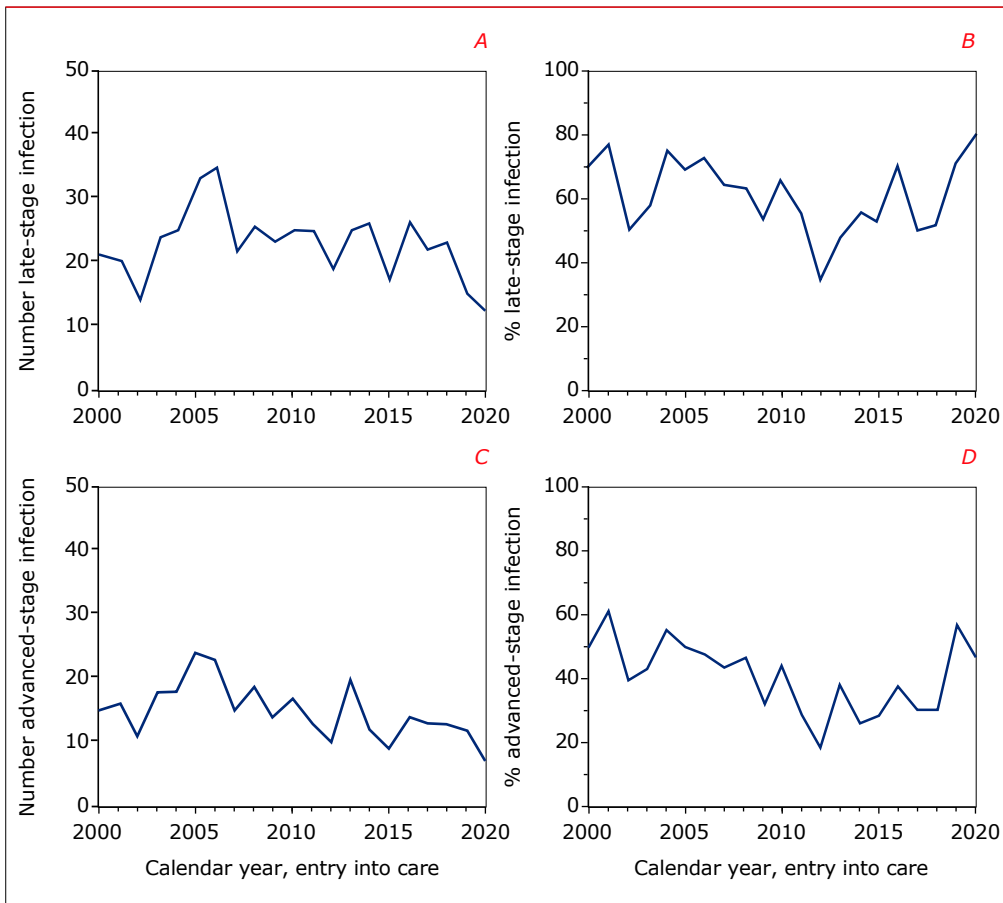 A
B
50
40
30
20
10
0
Number late-stage infection
2000 2005 2010 2015 2020
100
80
60
40
20
0
% late-stage infection
2000 2005 2010 2015 2020
C
D
50
40
30
20
10
0
Number advanced-stage infection
2000 2005 2010 2015 2020
Calendar year, entry into care
100
80
60
40
20
0
% advanced-stage infection
2000 2005 2010 2015 2020
Calendar year, entry into care